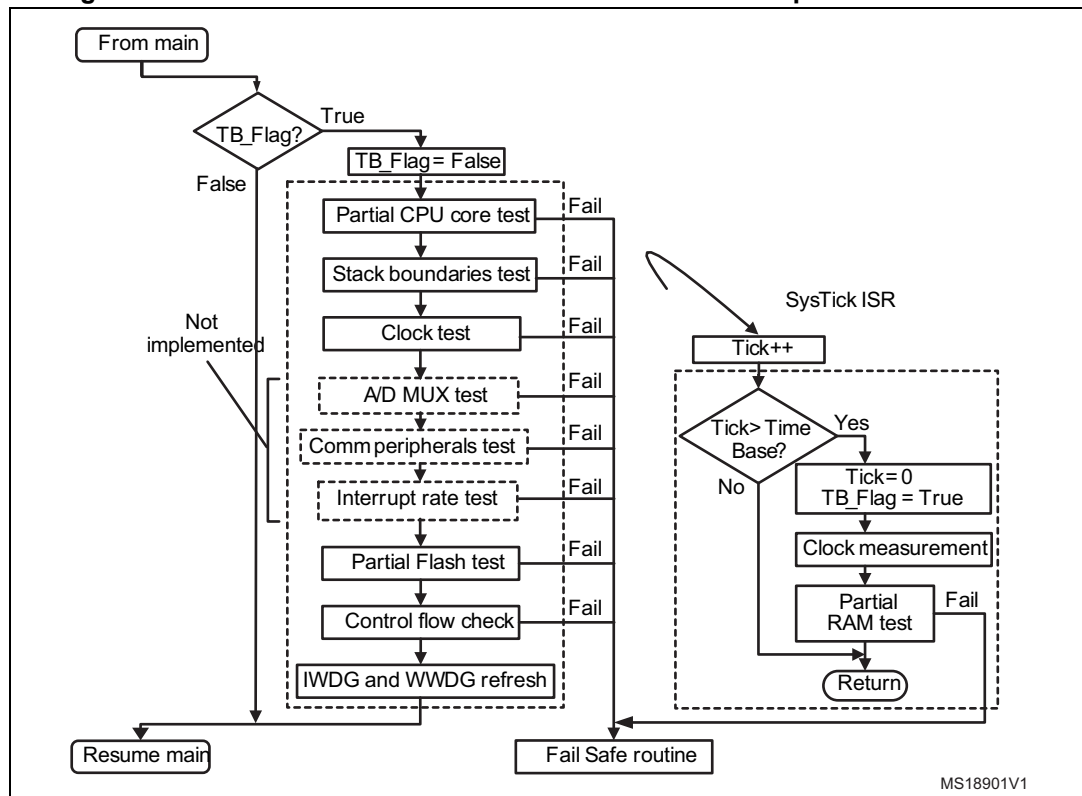 From main
TB_Flag?
True
TB_Flag = False
False
Partial CPU core test
Fail
Stack boundaries test
Fail
Clock test
Fail
Not
implemented
A/D MUX test
Fail
Comm peripherals test
Fail
Interrupt rate test
Fail
Partial Flash test
Fail
Control flow check
Fail
IWDG and WWDG refresh
Resume main
Fail Safe routine
SysTick ISR
Tick++
Tick> Time
Base?
Yes
No
Tick=0
TB_Flag = True
Clock measurement
Partial
RAM test
Fail
Return
MS18901V1